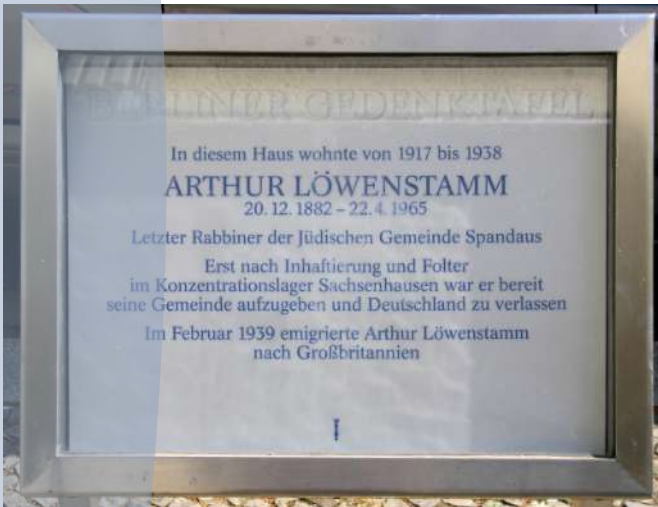 BERLINER GEDENKTAFEL
In diesem Haus wohnte von 1917 bis 1938
ARTHUR LÖWENSTAMM
20. 12. 1882 – 22. 4. 1965
Letzter Rabbiner der Jüdischen Gemeinde Spandaus
Erst nach Inhaftierung und Folter
im Konzentrationslager Sachsenhausen war er bereit
seine Gemeinde aufzugeben und Deutschland zu verlassen
Im Februar 1939 emigrierte Arthur Löwenstamm
nach Großbritannien